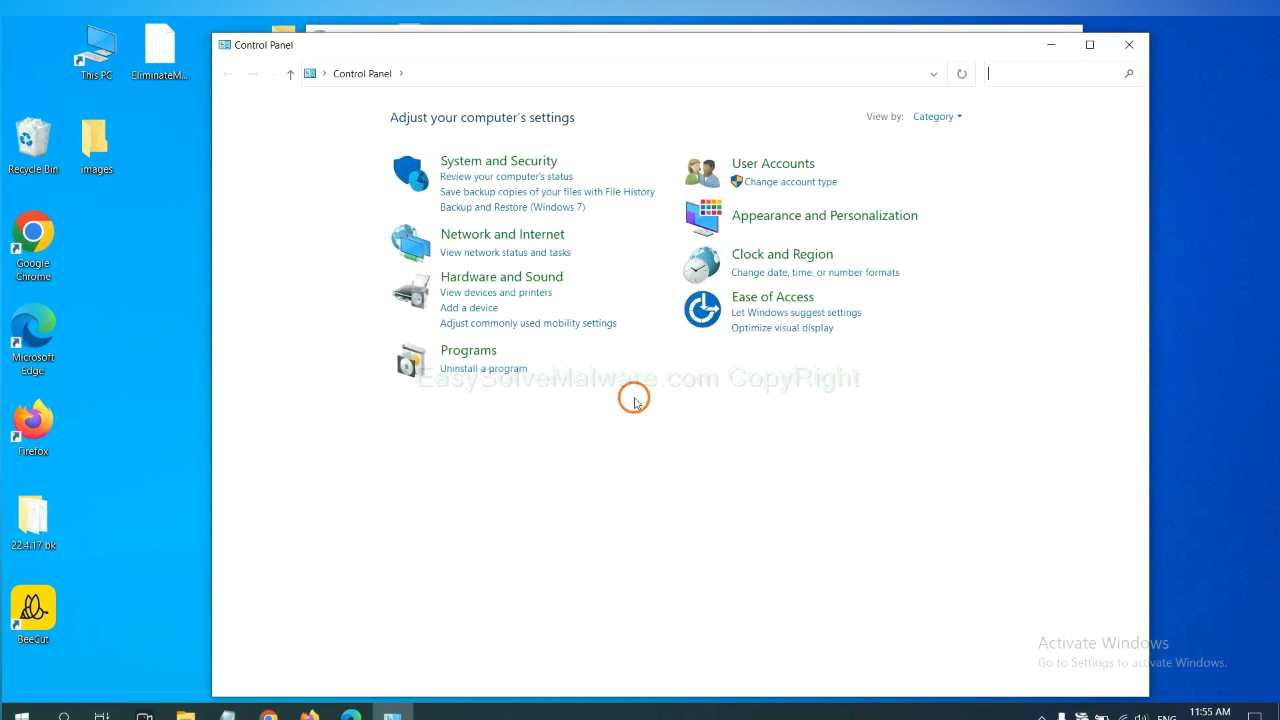 This PC
EliminateM...
Recycle Bin
images
Google
Chrome
Microsoft
Edge
Firefox
22.4.17 bk
BeeCut
Control Panel
Control Panel
Adjust your computer's settings
View by: Category
System and Security
Review your computer's status
Save backup copies of your files with File History
Backup and Restore (Windows 7)
Network and Internet
View network status and tasks
Hardware and Sound
View devices and printers
Add a device
Adjust commonly used mobility settings
Programs
Uninstall a program
User Accounts
Change account type
Appearance and Personalization
Clock and Region
Change date, time, or number formats
Ease of Access
Let Windows suggest settings
Optimize visual display
EasySolveMalware.com CopyRight
Activate Windows
Go to Settings to activate Windows.
ENG
11:55 AM